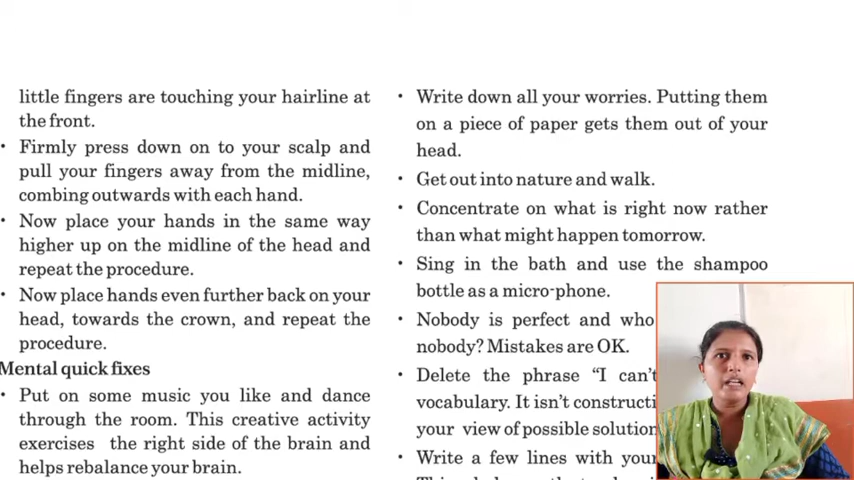 little fingers are touching your hairline at
the front.
• Firmly press down on to your scalp and
pull your fingers away from the midline,
combing outwards with each hand.
• Now place your hands in the same way
higher up on the midline of the head and
repeat the procedure.
• Now place hands even further back on your
head, towards the crown, and repeat the
procedure.
Mental quick fixes
• Put on some music you like and dance
through the room. This creative activity
exercises the right side of the brain and
helps rebalance your brain.
• Write down all your worries. Putting them
on a piece of paper gets them out of your
head.
• Get out into nature and walk.
• Concentrate on what is right now rather
than what might happen tomorrow.
• Sing in the bath and use the shampoo
bottle as a micro-phone.
• Nobody is perfect and who
nobody? Mistakes are OK.
• Delete the phrase “I can’t
vocabulary. It isn’t constructi
your view of possible solution
• Write a few lines with your